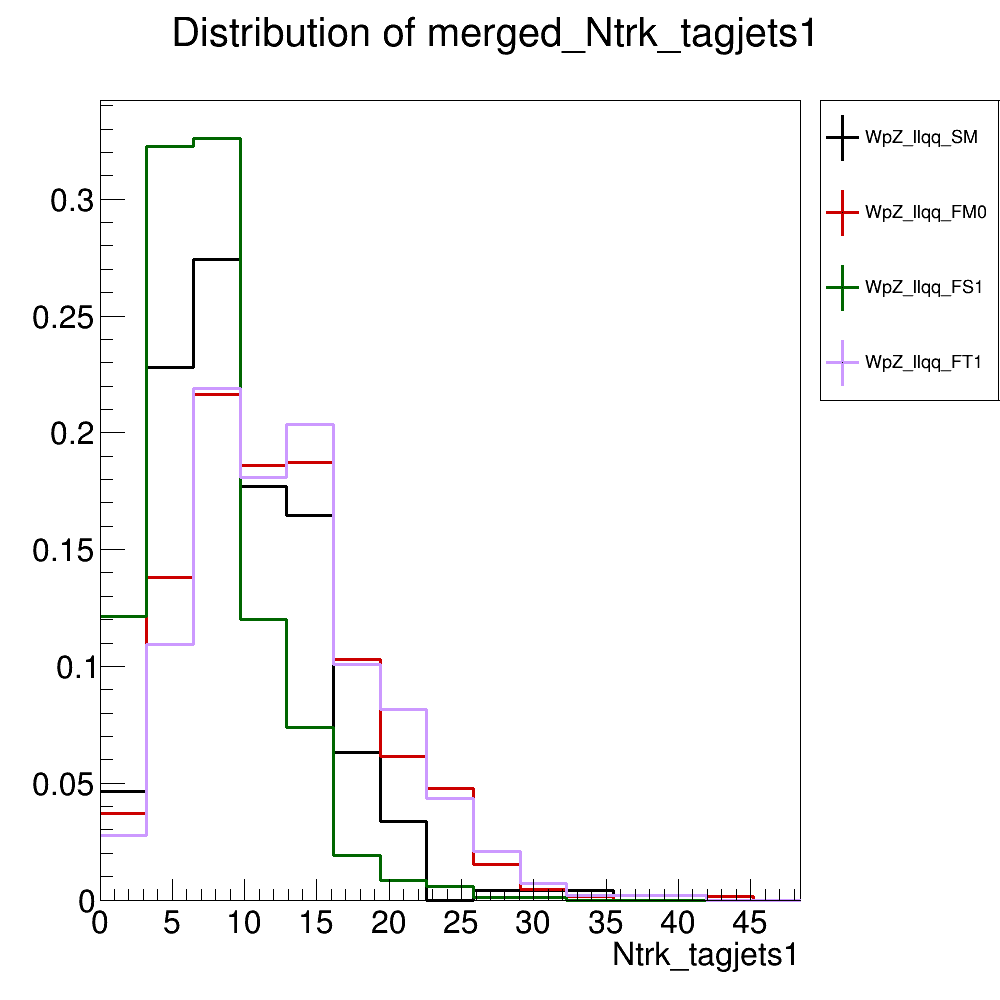 Distribution of merged_Ntrk_tagjets1
WpZ_llqq_SM
WpZ_llqq_FM0
WpZ_llqq_FS1
WpZ_llqq_FT1
0.3
0.25
0.2
0.15
0.1
0.05
0
0 5 10 15 20 25 30 35 40 45
Ntrk_tagjets1